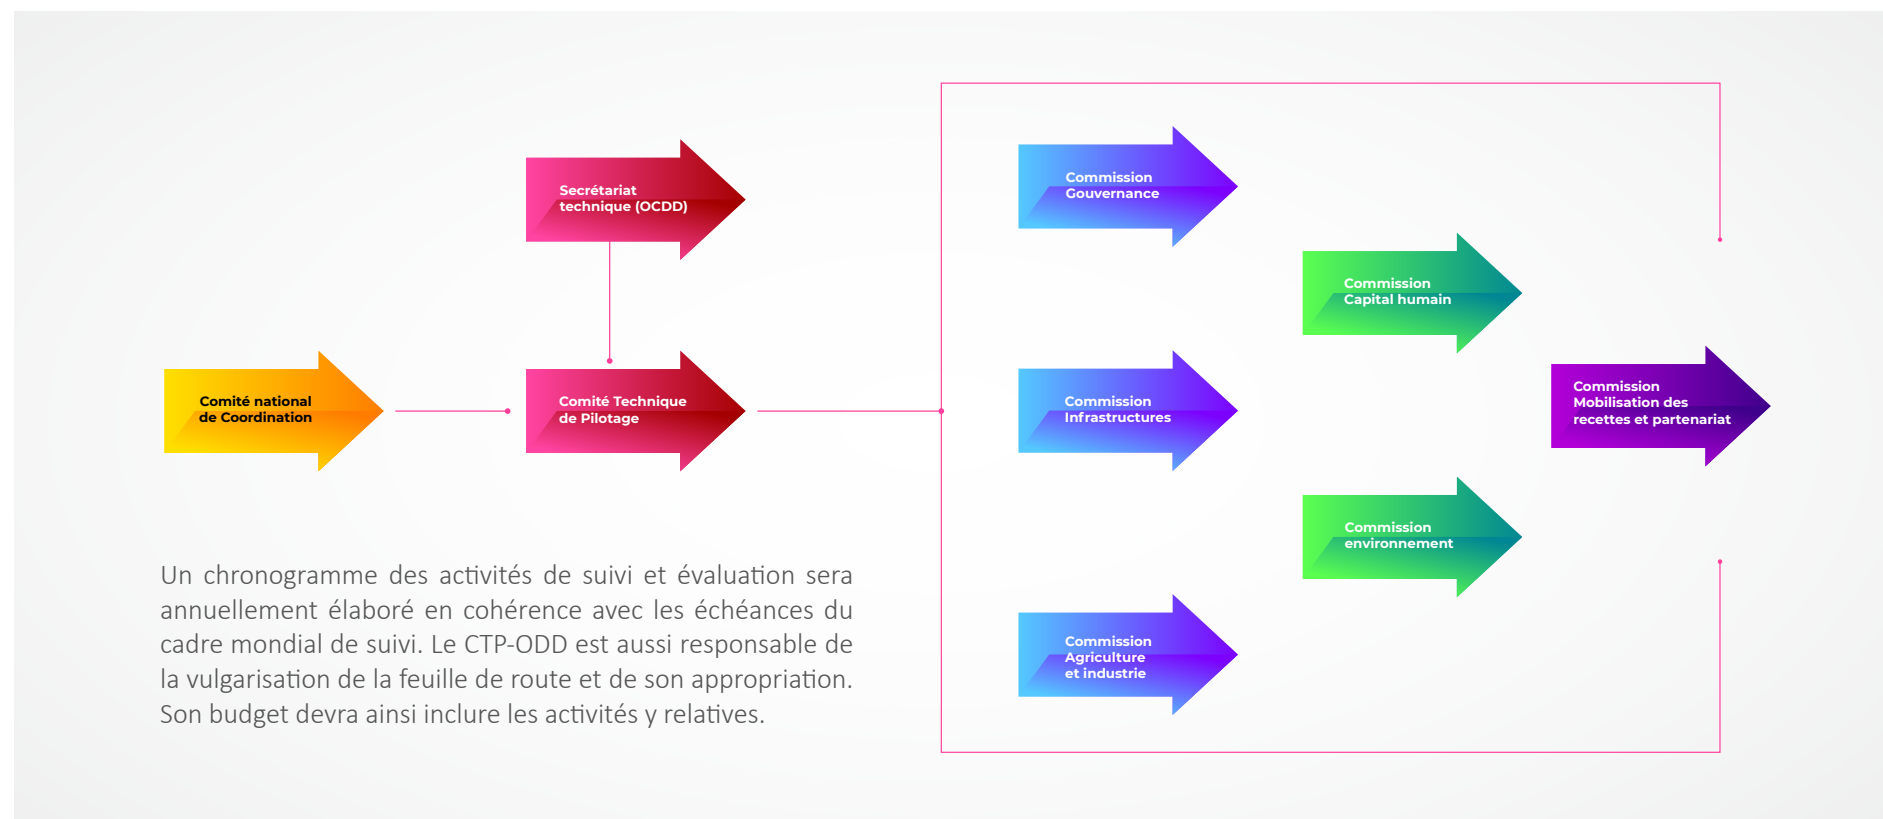 Secrétariat
technique (OCDD)
Comité national
de Coordination
Comité Technique
de Pilotage
Commission
Gouvernance
Commission
Capital humain
Commission
Infrastructures
Commission
Mobilisation des
recettes et partenariat
Commission
environnement
Commission
Agriculture
et industrie
Un chronogramme des activités de suivi et évaluation sera
annuellement élaboré en cohérence avec les échéances du
cadre mondial de suivi. Le CTP-ODD est aussi responsable de
la vulgarisation de la feuille de route et de son appropriation.
Son budget devra ainsi inclure les activités y relatives.